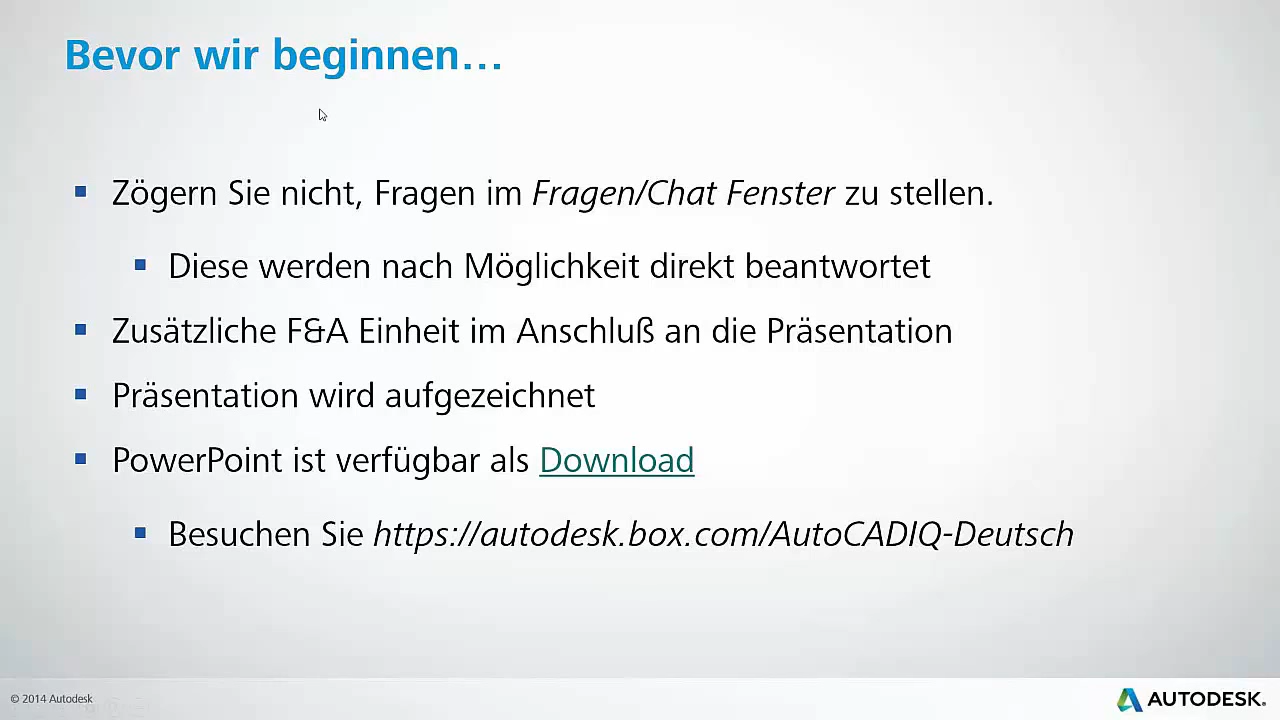 Bevor wir beginnen…
Zögern Sie nicht, Fragen im Fragen/Chat Fenster zu stellen.
Diese werden nach Möglichkeit direkt beantwortet
Zusätzliche F&A Einheit im Anschluß an die Präsentation
Präsentation wird aufgezeichnet
PowerPoint ist verfügbar als Download
Besuchen Sie https://autodesk.box.com/AutoCADIQ-Deutsch
© 2014 Autodesk
AUTODESK.